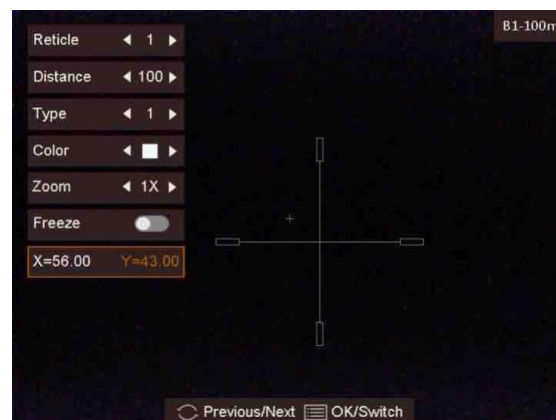 B1-100m
Reticle 1
Distance 100
Type 1
Color
Zoom 1X
Freeze
X=56.00 Y=43.00
Previous/Next OK/Switch